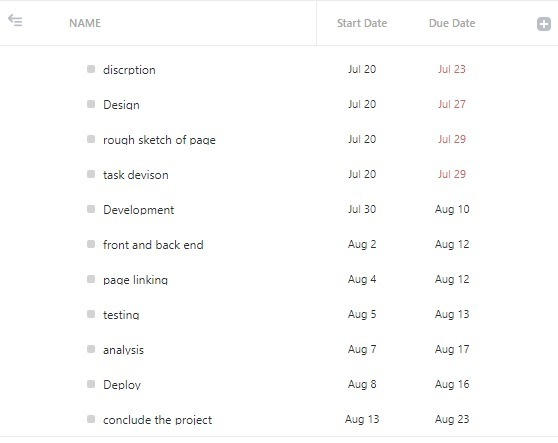 NAME Start Date Due Date
discrption Jul 20 Jul 23
Design Jul 20 Jul 27
rough sketch of page Jul 20 Jul 29
task devison Jul 20 Jul 29
Development Jul 30 Aug 10
front and back end Aug 2 Aug 12
page linking Aug 4 Aug 12
testing Aug 5 Aug 13
analysis Aug 7 Aug 17
Deploy Aug 8 Aug 16
conclude the project Aug 13 Aug 23